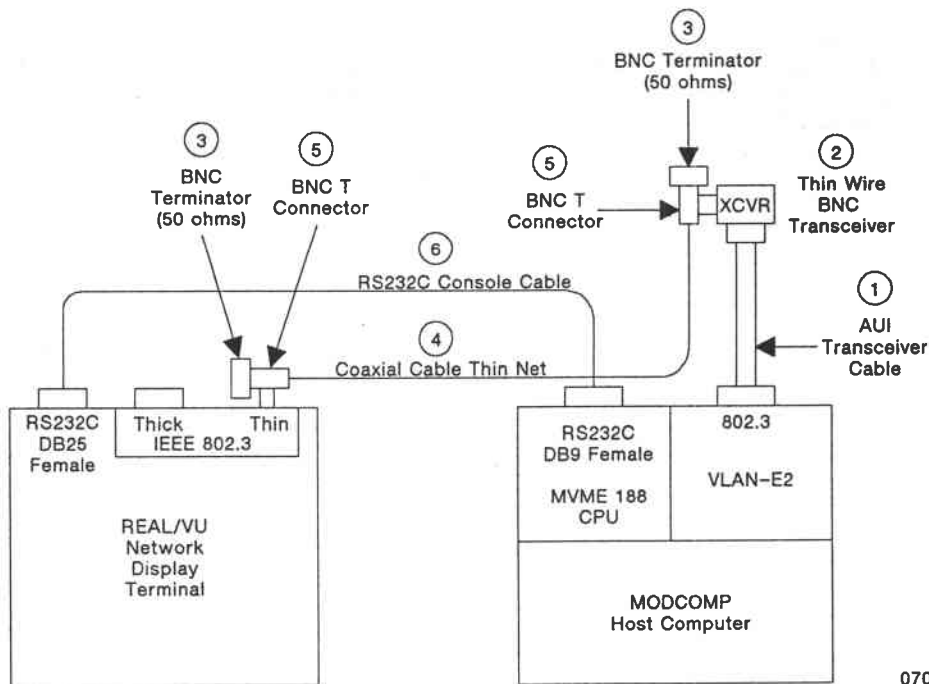 3
BNC Terminator
(50 ohms)
3
BNC
Terminator
(50 ohms)
5
BNC T
Connector
5
BNC T
Connector
2
Thin Wire
BNC
Transceiver
XCVR
6
RS232C Console Cable
1
AUI
Transceiver
Cable
4
Coaxial Cable Thin Net
RS232C
DB25
Female
Thick
Thin
IEEE 802.3
REAL/VU
Network
Display
Terminal
RS232C
DB9 Female
MVME 188
CPU
802.3
VLAN-E2
MODCOMP
Host Computer
070